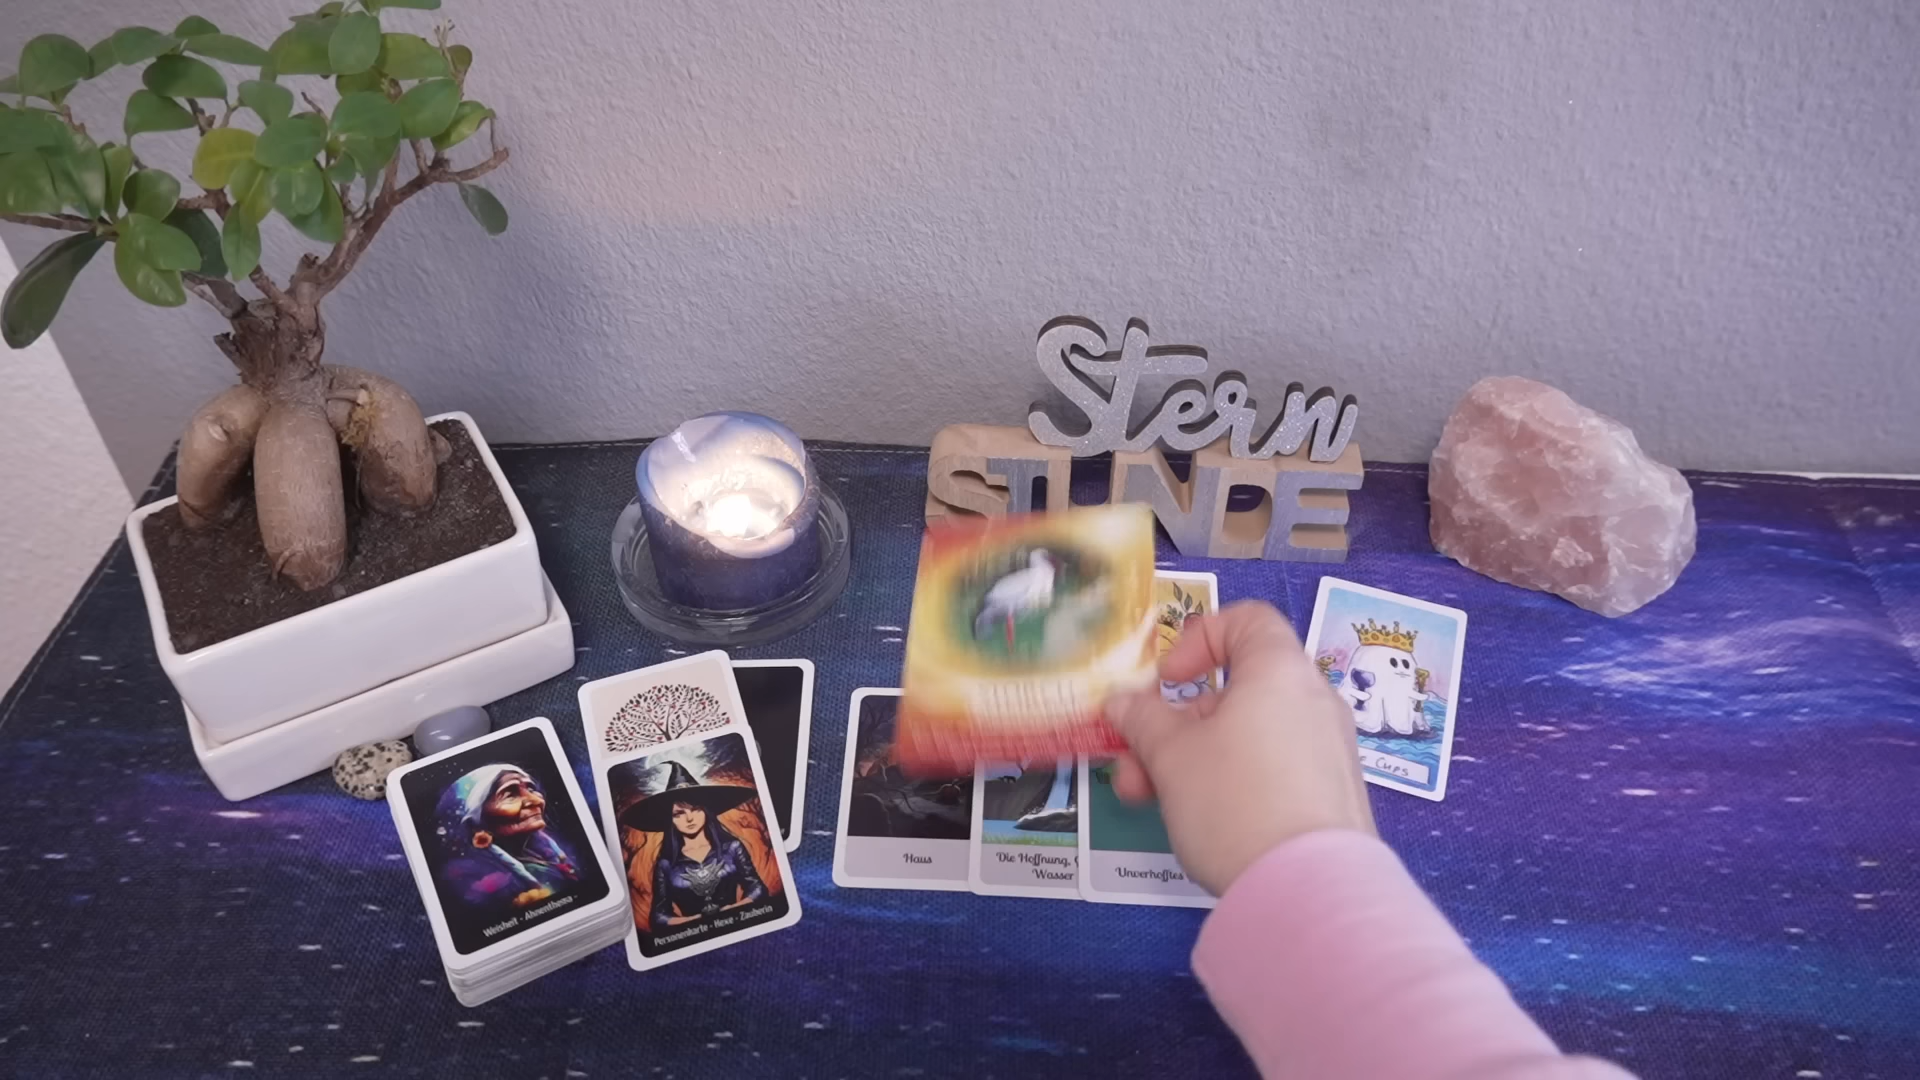 Stern
STUNDE
Cups
Haus
Die Hoffnung,
Wasser
Unverhofftes
Weisheit - Ahnenthema -
Personenkarte - Hexe - Zauberin